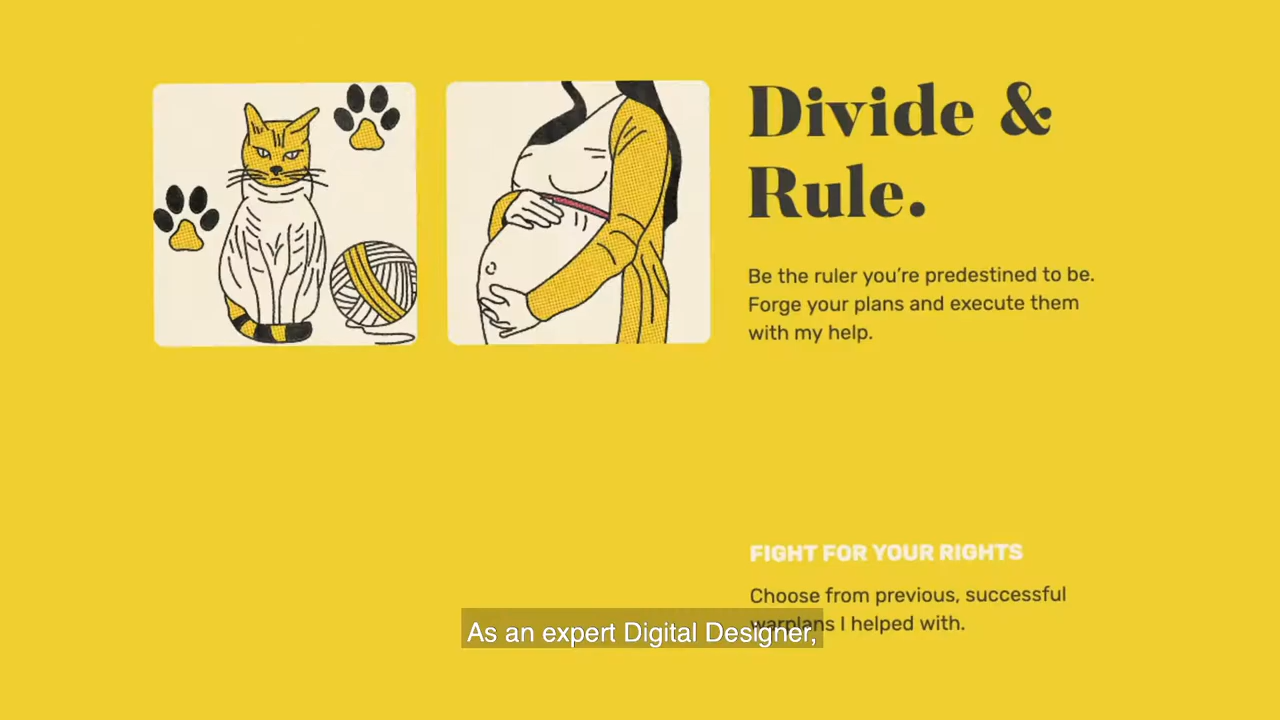 Divide &
Rule.
Be the ruler you’re predestined to be.
Forge your plans and execute them
with my help.
FIGHT FOR YOUR RIGHTS
Choose from previous, successful
warplans I helped with.
As an expert Digital Designer,